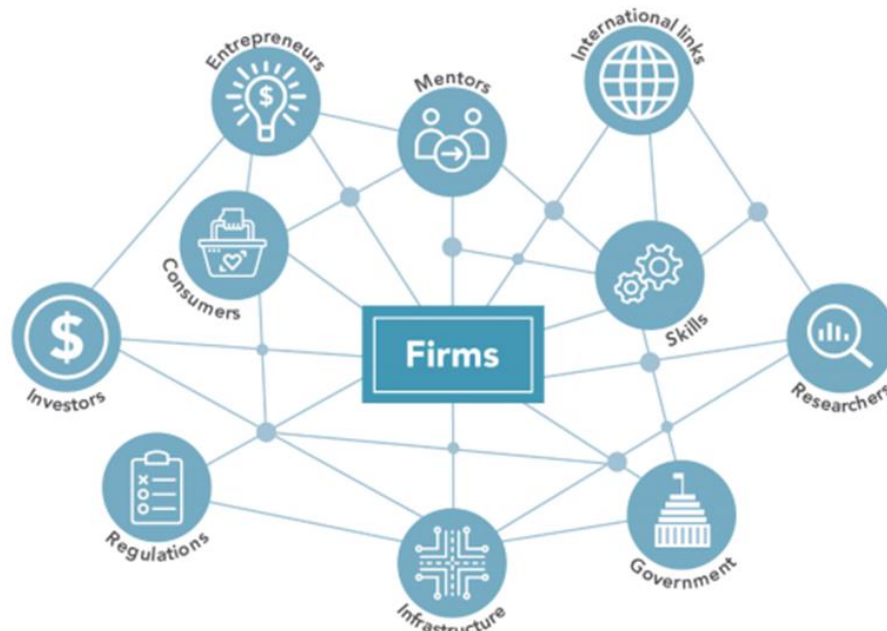 Entrepreneurs
Mentors
International links
Consumers
Skills
Firms
Investors
Researchers
Regulations
Infrastructure
Government
$
$
x
o
o